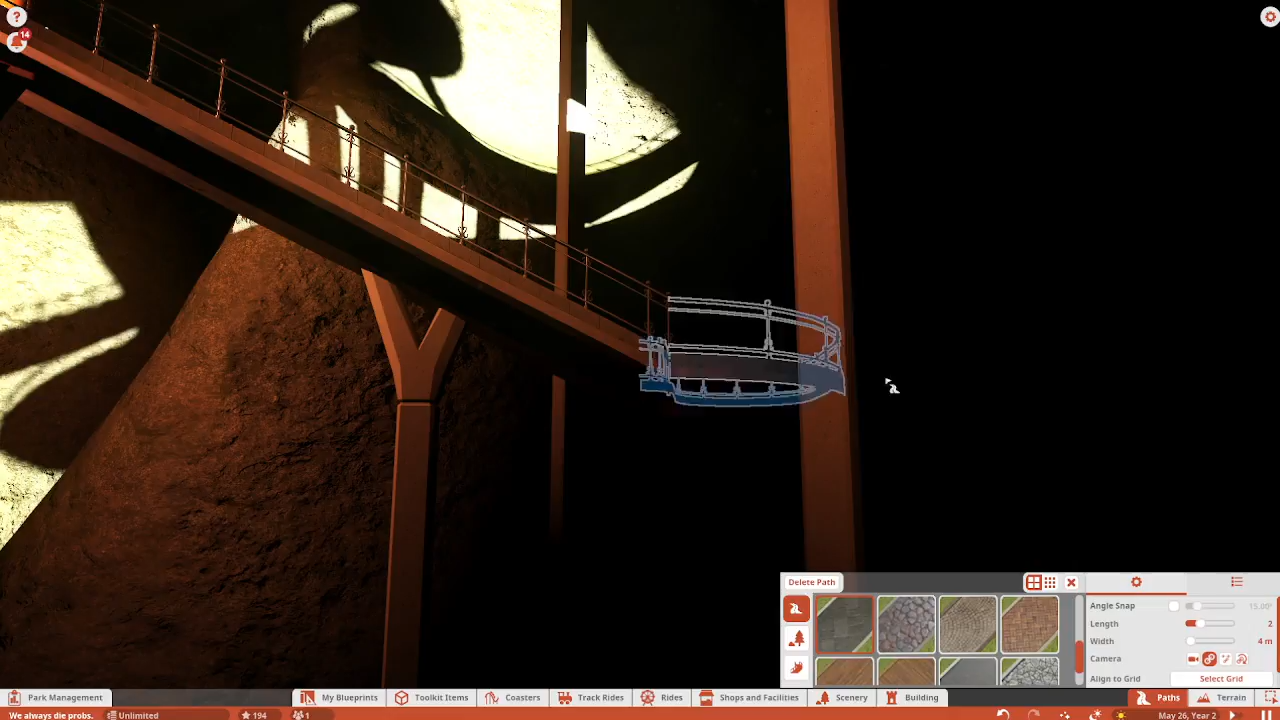 ?
14
Delete Path
Angle Snap 15.00°
Length 2
Width 4 m
Camera
Align to Grid Select Grid
Park Management My Blueprints Toolkit Items Coasters Track Rides Rides Shops and Facilities Scenery Building Paths Terrain
We always die probs. Unlimited 194 1 May 26, Year 2